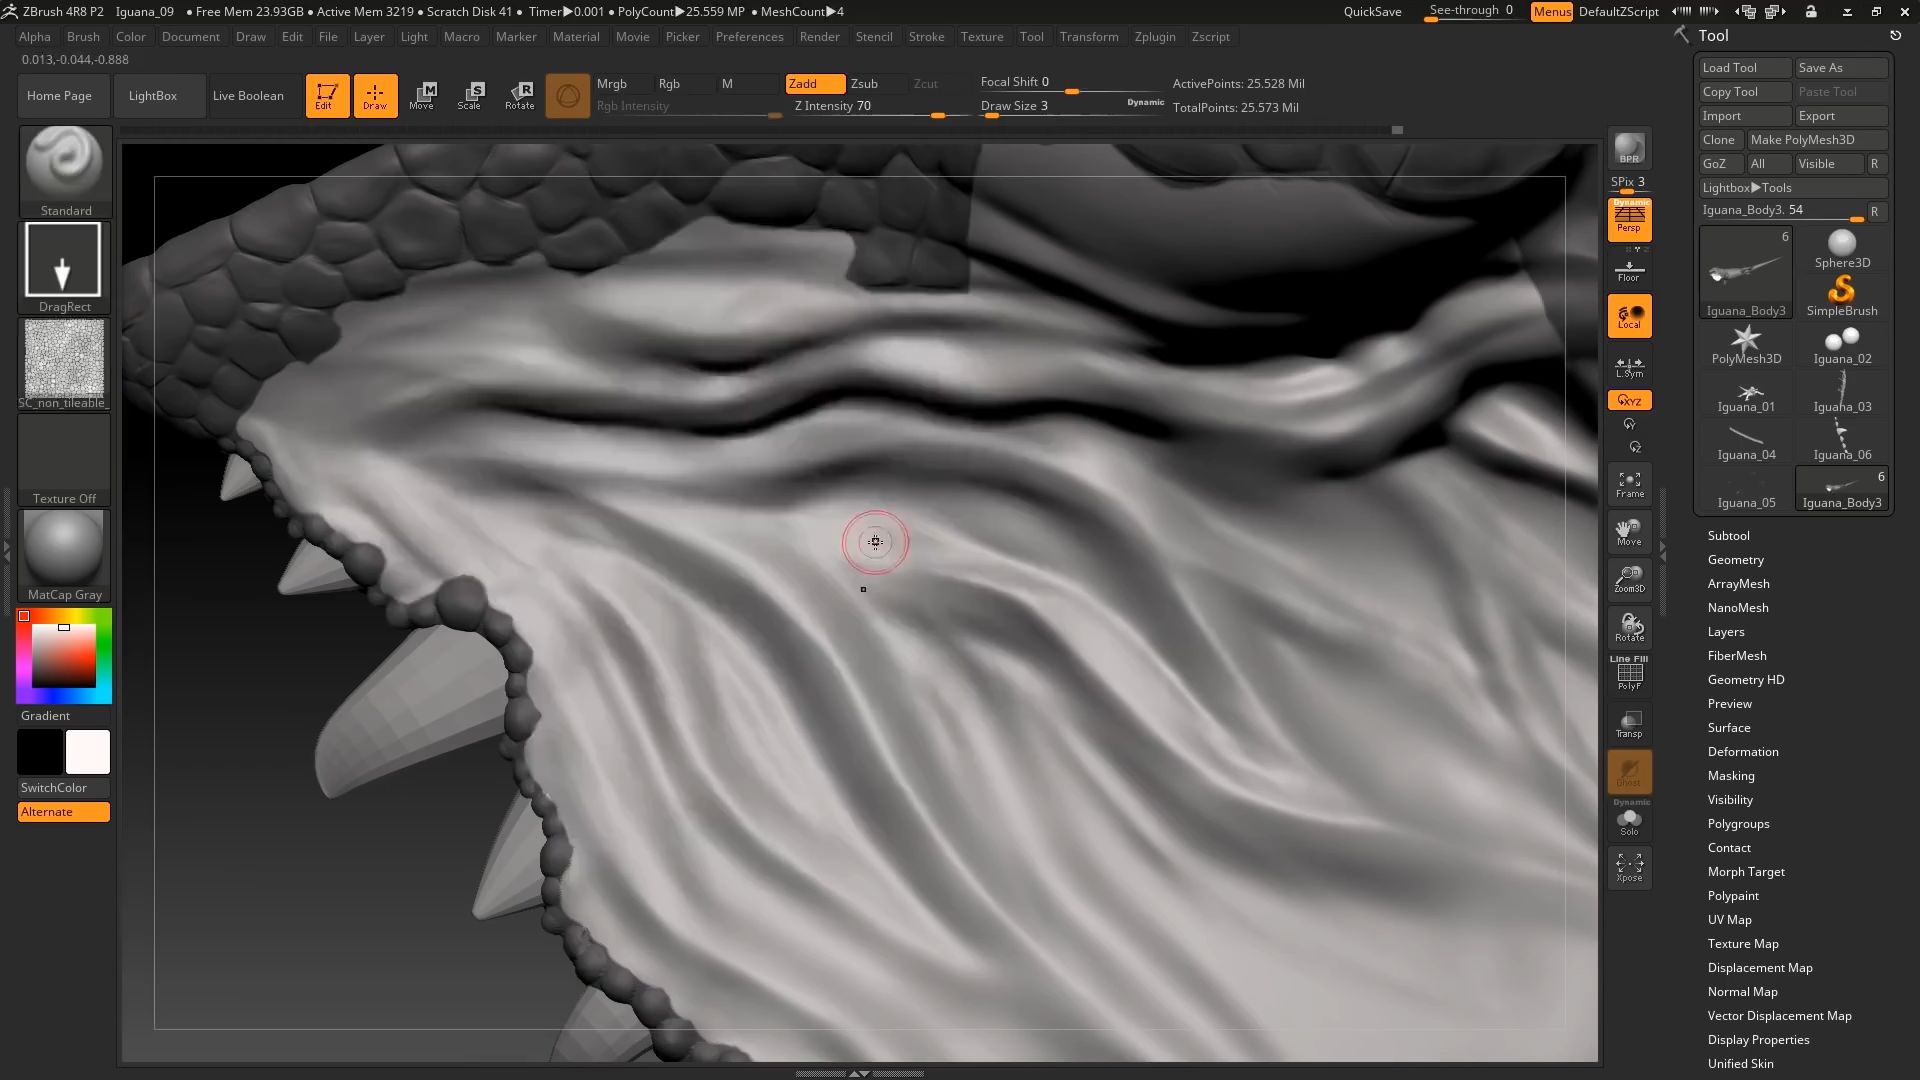 ZBrush 4R8 P2 Iguana_09 ● Free Mem 23.93GB ● Active Mem 3219 ● Scratch Disk 41 ● Timer▶0.001 ● PolyCount▶25.559 MP ● MeshCount▶4 QuickSave See-through 0 Menus DefaultZScript
Alpha Brush Color Document Draw Edit File Layer Light Macro Marker Material Movie Picker Preferences Render Stencil Stroke Texture Tool Transform Zplugin Zscript
0.013,-0.044,-0.888
Home Page LightBox Live Boolean Edit Draw Move Scale Rotate
Mrgb Rgb M Zadd Zsub Zcut Focal Shift 0 ActivePoints: 25.528 Mil
Rgb Intensity Z Intensity 70 Draw Size 3 Dynamic TotalPoints: 25.573 Mil
Standard
DragRect
SC_non_tileable_
Texture Off
MatCap Gray
Gradient
SwitchColor
Alternate
BPR
SPix 3
Dynamic
Persp
Floor
Local
L.Sym
XYZ
Frame
Move
Zoom3D
Rotate
Line Fill
PolyF
Transp
Ghost
Dynamic
Solo
Xpose
Tool
Load Tool Save As
Copy Tool Paste Tool
Import Export
Clone Make PolyMesh3D
GoZ All Visible R
Lightbox▶Tools
Iguana_Body3. 54 R
6
Sphere3D
Iguana_Body3 SimpleBrush
PolyMesh3D Iguana_02
Iguana_01 Iguana_03
Iguana_04 Iguana_06
6
Iguana_05 Iguana_Body3
Subtool
Geometry
ArrayMesh
NanoMesh
Layers
FiberMesh
Geometry HD
Preview
Surface
Deformation
Masking
Visibility
Polygroups
Contact
Morph Target
Polypaint
UV Map
Texture Map
Displacement Map
Normal Map
Vector Displacement Map
Display Properties
Unified Skin